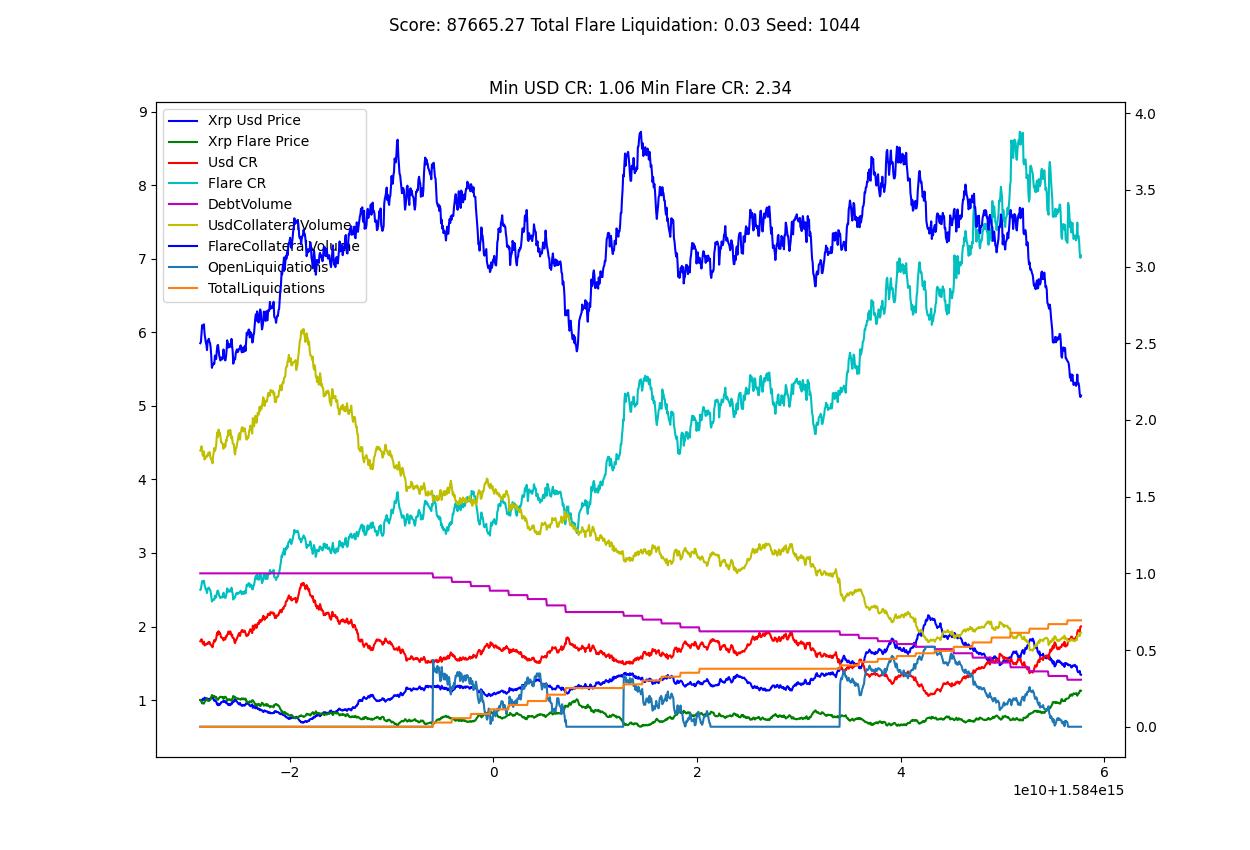 Score: 87665.27 Total Flare Liquidation: 0.03 Seed: 1044
Min USD CR: 1.06 Min Flare CR: 2.34
9
8
7
6
5
4
3
2
1
Xrp Usd Price
Xrp Flare Price
Usd CR
Flare CR
DebtVolume
UsdCollateralVolume
FlareCollateralVolume
OpenLiquidations
TotalLiquidations
4.0
3.5
3.0
2.5
2.0
1.5
1.0
0.5
0.0
−2 0 2 4 6
1e10+1.584e15